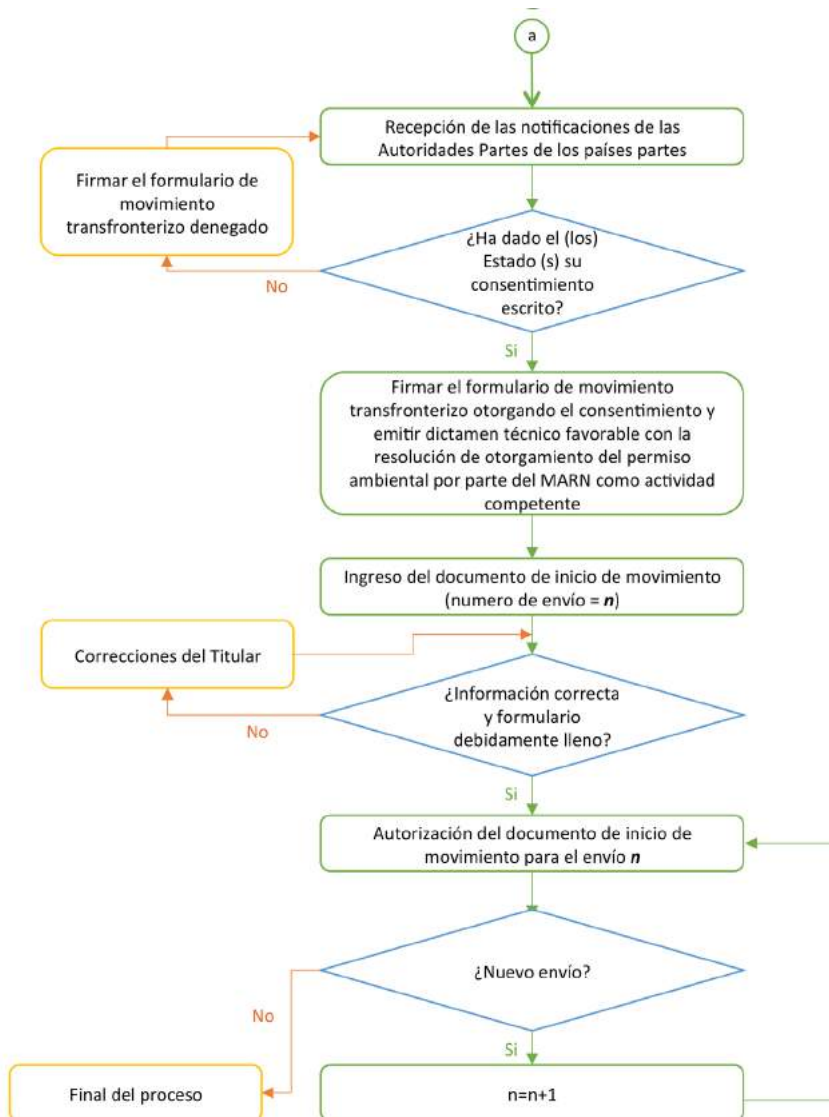 a
Recepción de las notificaciones de las
Autoridades Partes de los países partes
Firmar el formulario de
movimiento
transfronterizo denegado
¿Ha dado el (los)
Estado (s) su
consentimiento
escrito?
No
Si
Firmar el formulario de movimiento
transfronterizo otorgando el consentimiento y
emitir dictamen técnico favorable con la
resolución de otorgamiento del permiso
ambiental por parte del MARN como actividad
competente
Ingreso del documento de inicio de movimiento
(numero de envío = n)
Correcciones del Titular
¿Información correcta
y formulario
debidamente lleno?
No
Si
Autorización del documento de inicio de
movimiento para el envío n
¿Nuevo envío?
No
Si
Final del proceso
n=n+1